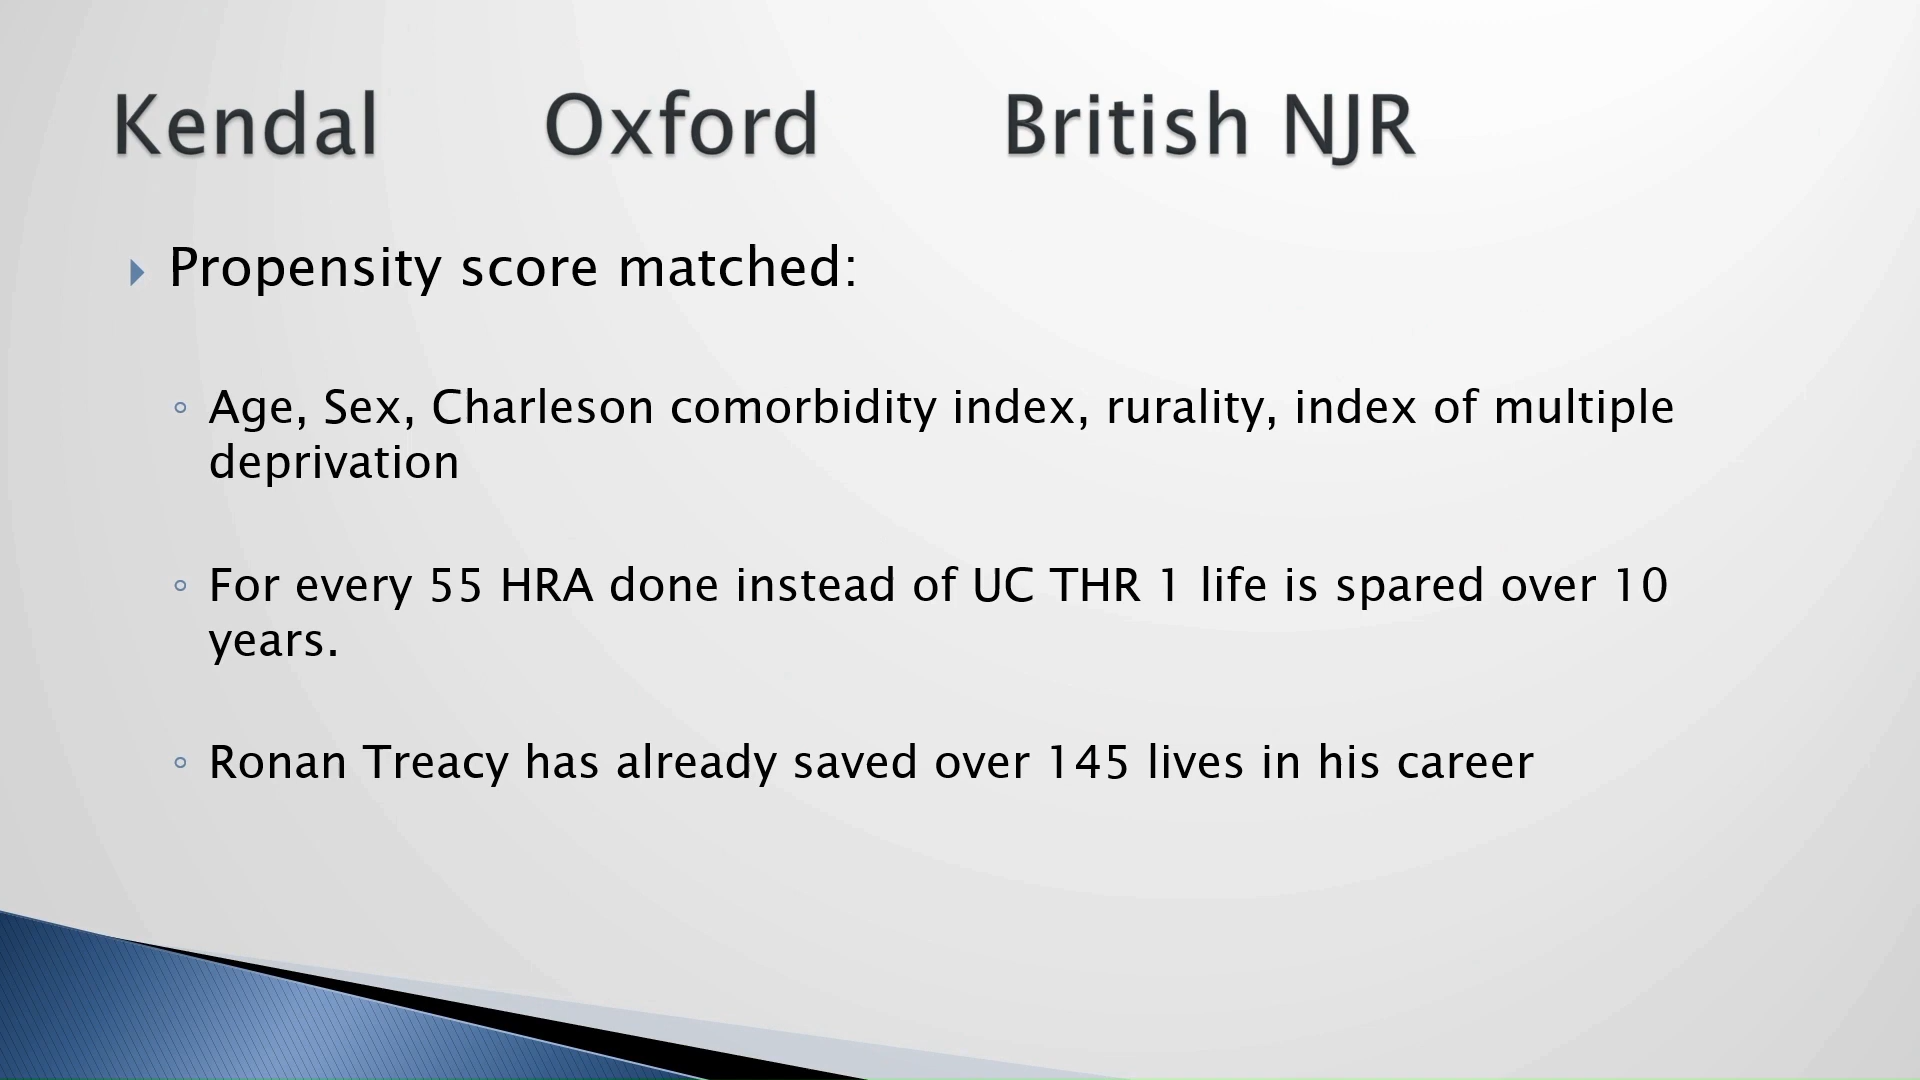 Kendal Oxford British NJR
Propensity score matched:
Age, Sex, Charleson comorbidity index, rurality, index of multiple
deprivation
For every 55 HRA done instead of UC THR 1 life is spared over 10
years.
Ronan Treacy has already saved over 145 lives in his career